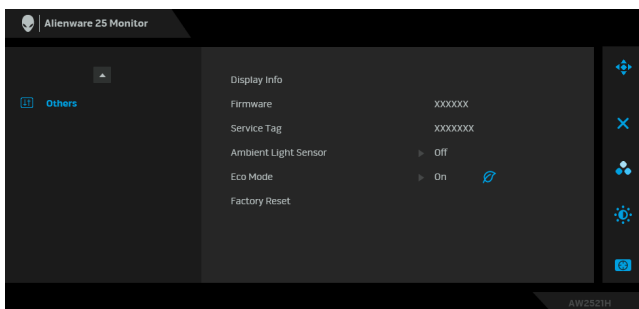 Alienware 25 Monitor
Others
Display Info
Firmware XXXXXX
Service Tag XXXXXXX
Ambient Light Sensor Off
Eco Mode On
Factory Reset
AW2521H